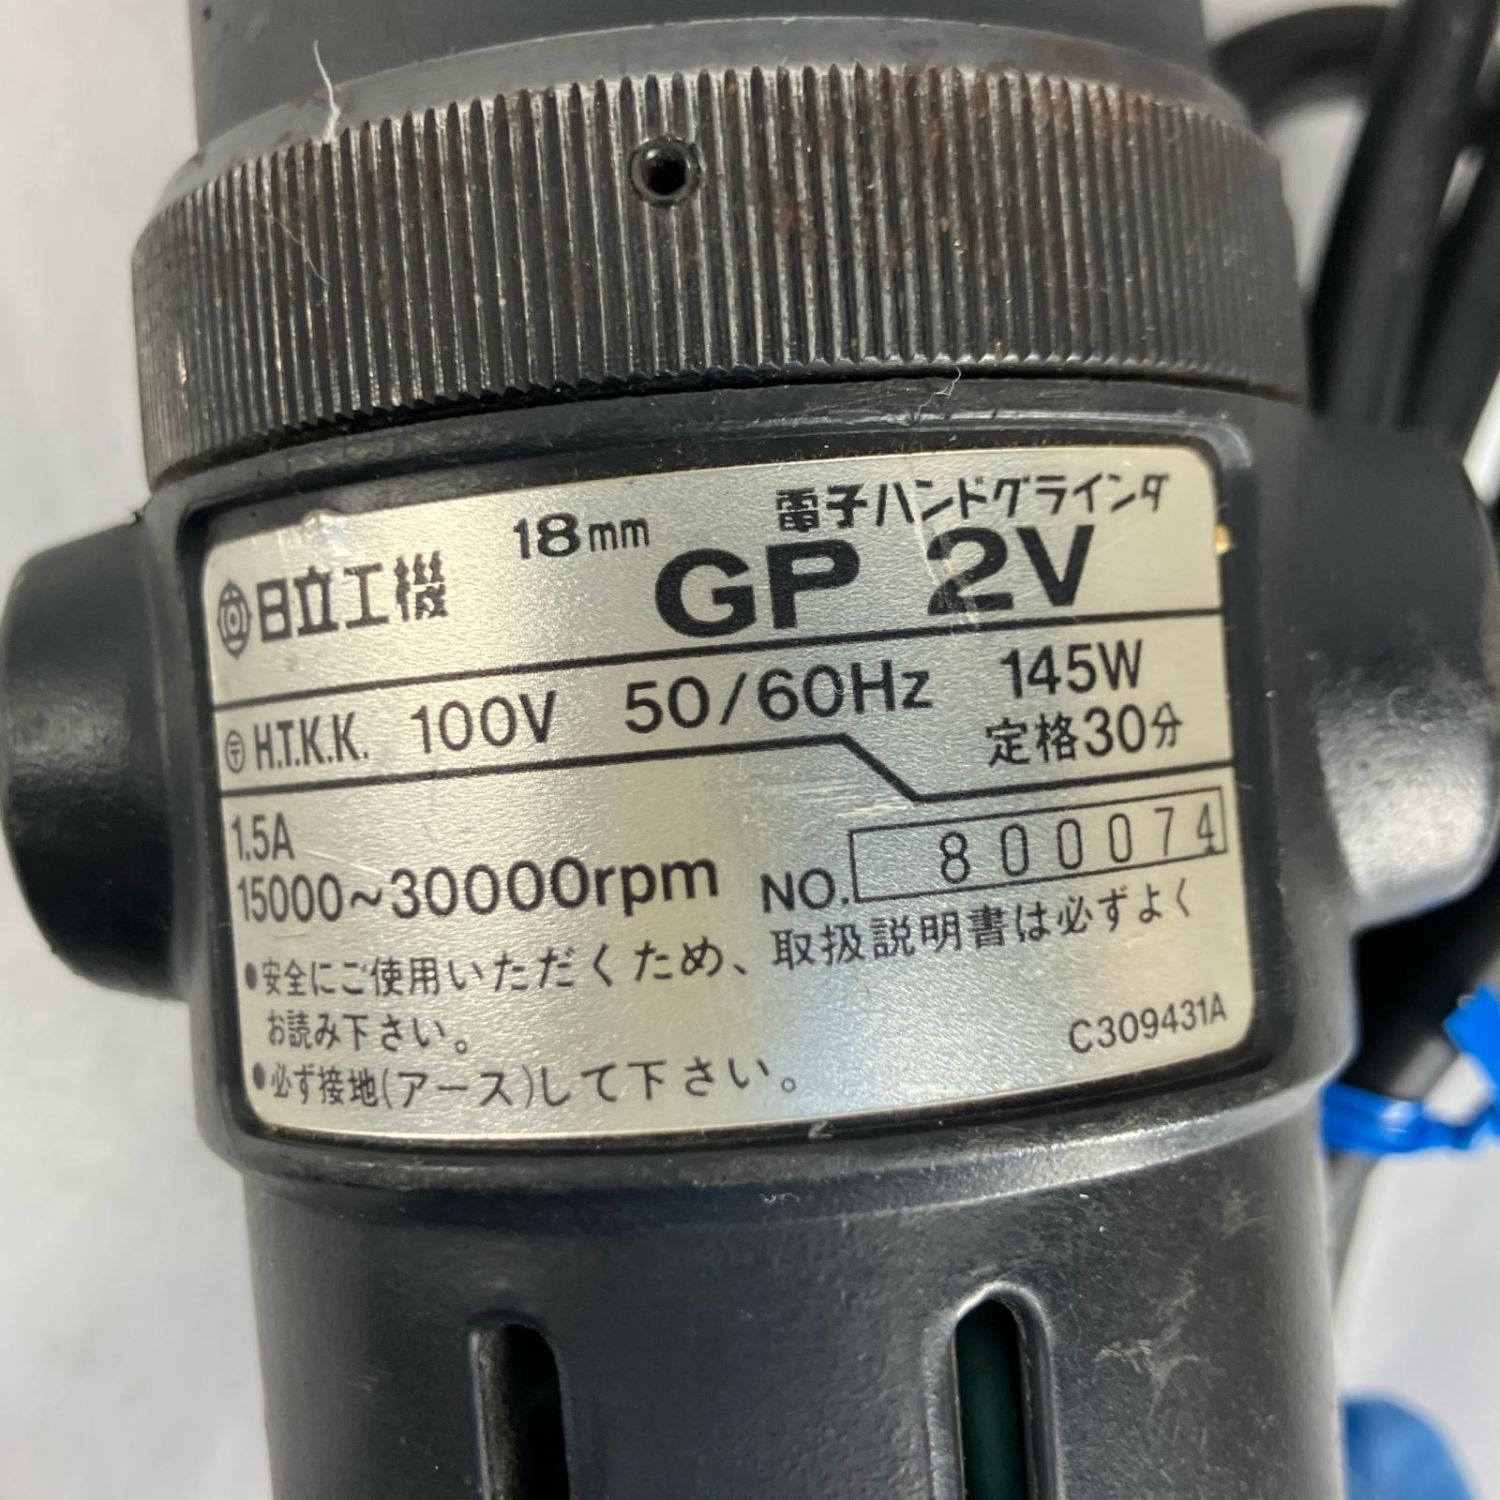 日立工機 18mm 電子ハンドグラインダ
GP 2V
〒 H.T.K.K. 100V 50/60Hz 145W
定格30分
1.5A
15000~30000rpm NO. 800074
●安全にご使用いただくため、取扱説明書は必ずよく
お読み下さい。
●必ず接地(アース)して下さい。
C309431A